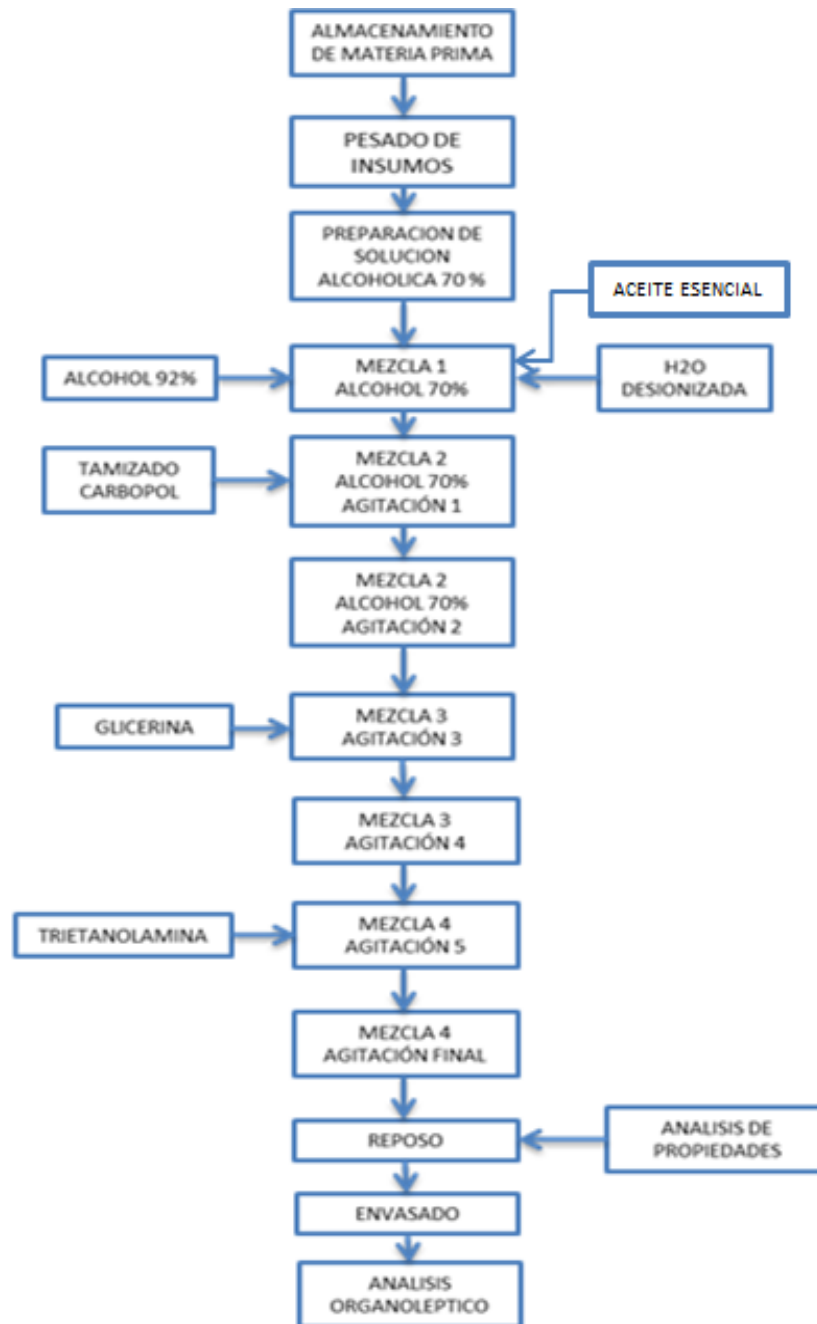 ALMACENAMIENTO
DE MATERIA PRIMA
PESADO DE
INSUMOS
PREPARACION DE
SOLUCION
ALCOHOLICA 70 %
ACEITE ESENCIAL
ALCOHOL 92%
MEZCLA 1
ALCOHOL 70%
H2O
DESIONIZADA
TAMIZADO
CARBOPOL
MEZCLA 2
ALCOHOL 70%
AGITACIÓN 1
MEZCLA 2
ALCOHOL 70%
AGITACIÓN 2
GLICERINA
MEZCLA 3
AGITACIÓN 3
MEZCLA 3
AGITACIÓN 4
TRIETANOLAMINA
MEZCLA 4
AGITACIÓN 5
MEZCLA 4
AGITACIÓN FINAL
REPOSO
ANALISIS DE
PROPIEDADES
ENVASADO
ANALISIS
ORGANOLEPTICO